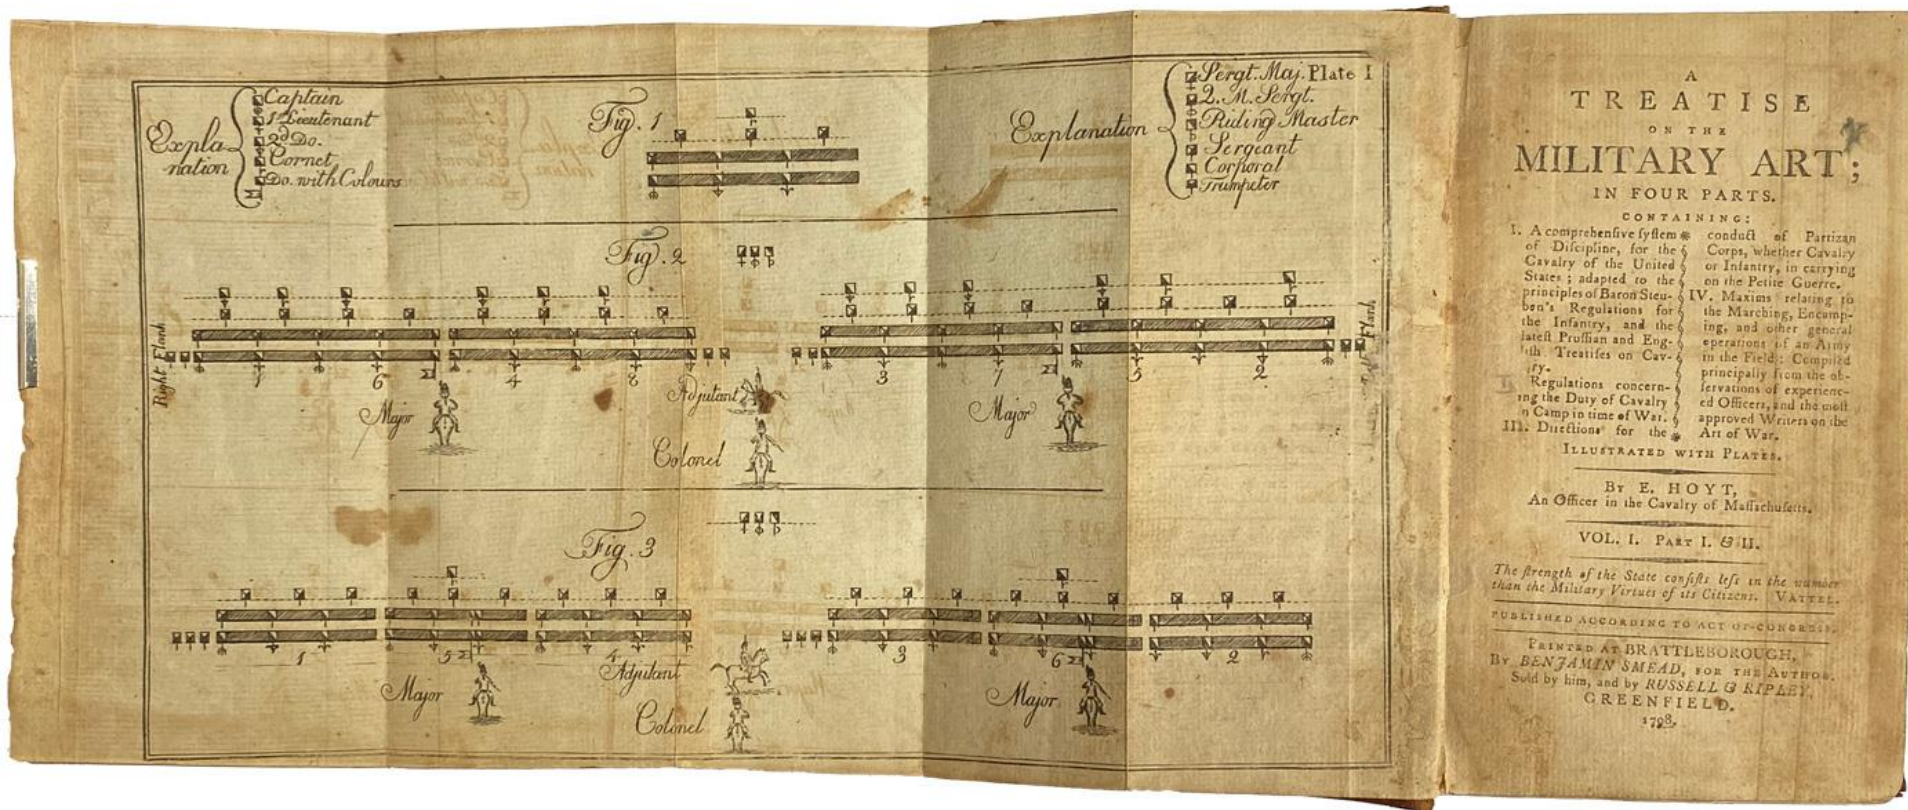 Expla-
nation
Captain
1st Lieutenant
2d Do.
Cornet
Do. with Colours
Fig. 1
Explanation
Sergt. Maj.
2. M. Sergt.
Riding Master
Sergeant
Corporal
Trumpeter
Plate I
Fig. 2
Right Flank
1 6 4 8
3 7 5 2
Flank
Major
Adjutant
Major
Colonel
Fig. 3
1 5 4
3 6 2
Major
Adjutant
Major
Colonel
A
TREATISE
ON THE
MILITARY ART;
IN FOUR PARTS.
CONTAINING:
I. A comprehensive system
of Discipline, for the
Cavalry of the United
States; adapted to the
principles of Baron Steu-
ben's Regulations for
the Infantry, and the
latest Prussian and Eng-
lish Treatises on Cav-
alry.
Regulations concern-
ing the Duty of Cavalry
in Camp in time of War.
III. Directions for the
conduct of Partizan
Corps, whether Cavalry
or Infantry, in carrying
on the Petite Guerre.
IV. Maxims relating to
the Marching, Encamp-
ing, and other general
operations of an Army
in the Field: Compiled
principally from the ob-
servations of experienc-
ed Officers, and the most
approved Writers on the
Art of War.
ILLUSTRATED WITH PLATES.
BY E. HOYT,
An Officer in the Cavalry of Massachusetts.
VOL. I. PART I. & II.
The strength of the State consists less in the number
than the Military Virtues of its Citizens. VATTEL.
PUBLISHED ACCORDING TO ACT OF CONGRESS.
PRINTED AT BRATTLEBOROUGH,
BY BENJAMIN SMEAD, FOR THE AUTHOR.
Sold by him, and by RUSSELL & RIPLEY,
GREENFIELD.
1798.